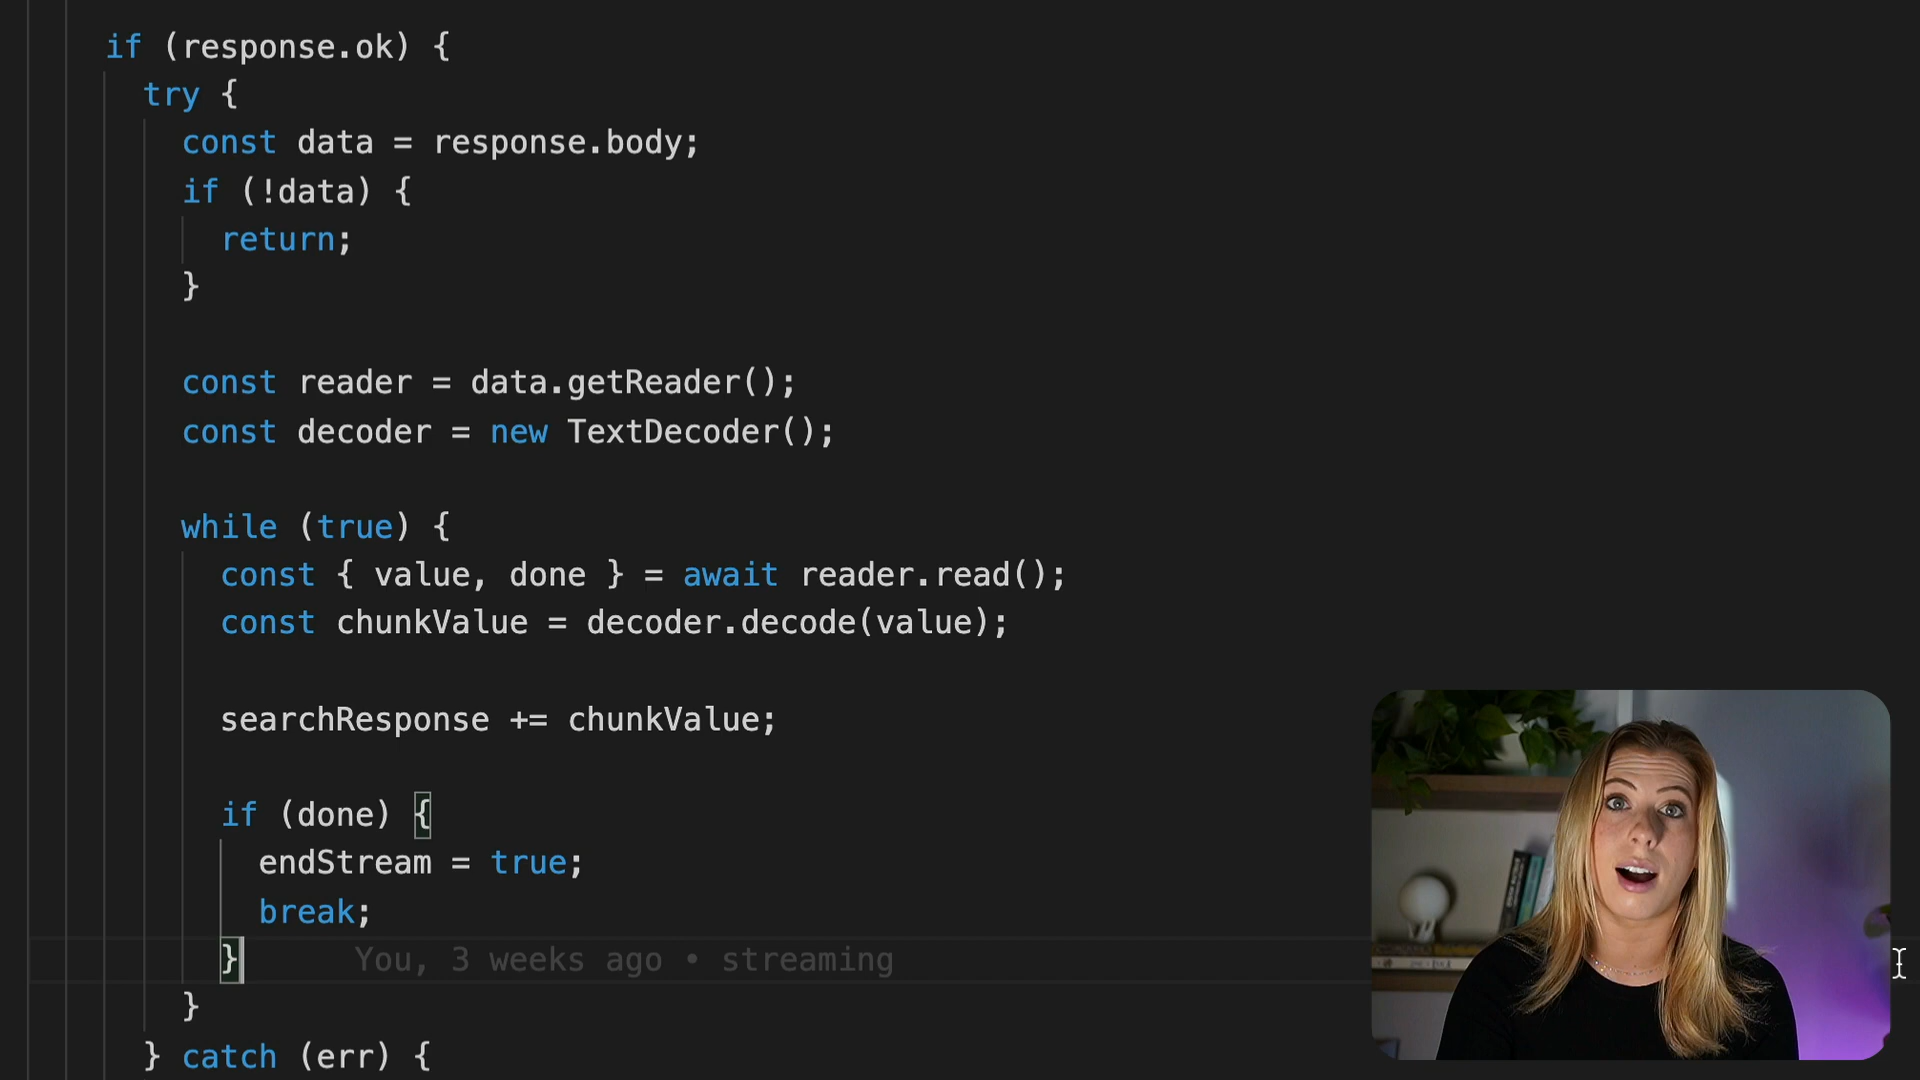 if (response.ok) {
try {
const data = response.body;
if (!data) {
return;
}
const reader = data.getReader();
const decoder = new TextDecoder();
while (true) {
const { value, done } = await reader.read();
const chunkValue = decoder.decode(value);
searchResponse += chunkValue;
if (done) {
endStream = true;
break;
} You, 3 weeks ago • streaming
}
} catch (err) {